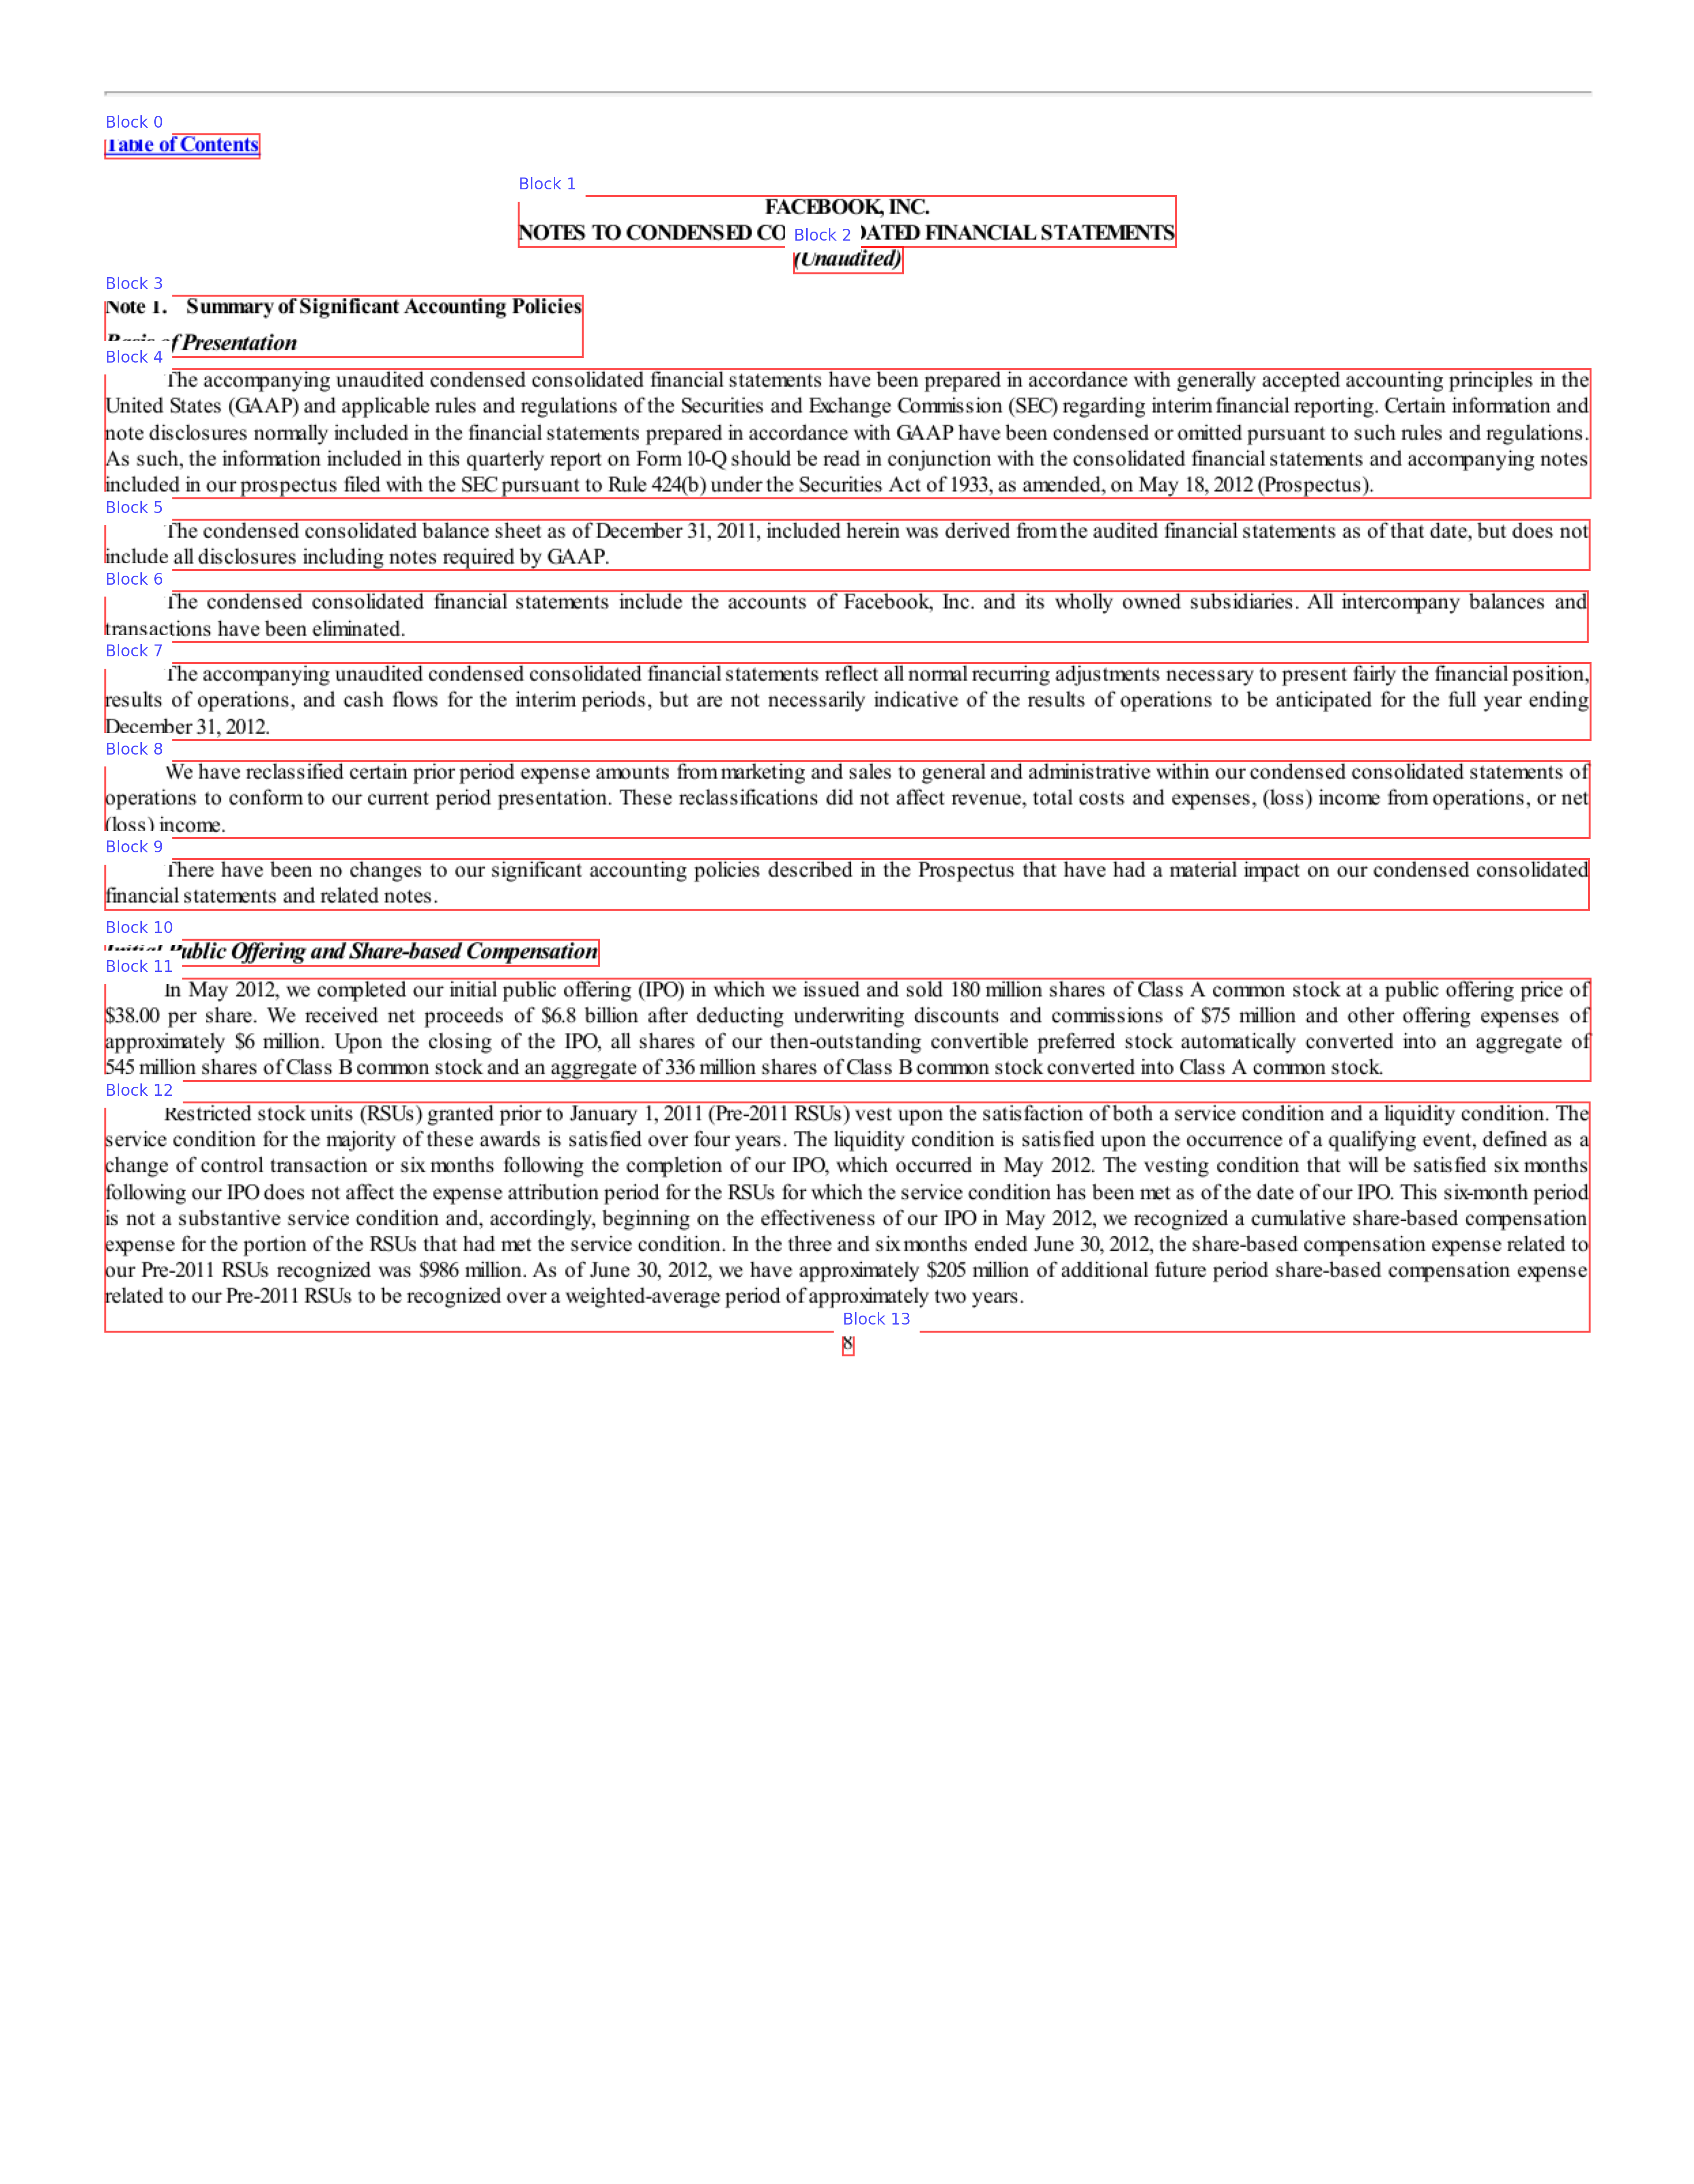 Block 0
Table of Contents
Block 1
FACEBOOK, INC.
NOTES TO CONDENSED CO Block 2 DATED FINANCIAL STATEMENTS
(Unaudited)
Block 3
Note 1. Summary of Significant Accounting Policies
Basis of Presentation
Block 4
The accompanying unaudited condensed consolidated financial statements have been prepared in accordance with generally accepted accounting principles in the
United States (GAAP) and applicable rules and regulations of the Securities and Exchange Commission (SEC) regarding interim financial reporting. Certain information and
note disclosures normally included in the financial statements prepared in accordance with GAAP have been condensed or omitted pursuant to such rules and regulations.
As such, the information included in this quarterly report on Form 10-Q should be read in conjunction with the consolidated financial statements and accompanying notes
included in our prospectus filed with the SEC pursuant to Rule 424(b) under the Securities Act of 1933, as amended, on May 18, 2012 (Prospectus).
Block 5
The condensed consolidated balance sheet as of December 31, 2011, included herein was derived from the audited financial statements as of that date, but does not
include all disclosures including notes required by GAAP.
Block 6
The condensed consolidated financial statements include the accounts of Facebook, Inc. and its wholly owned subsidiaries. All intercompany balances and
transactions have been eliminated.
Block 7
The accompanying unaudited condensed consolidated financial statements reflect all normal recurring adjustments necessary to present fairly the financial position,
results of operations, and cash flows for the interim periods, but are not necessarily indicative of the results of operations to be anticipated for the full year ending
December 31, 2012.
Block 8
We have reclassified certain prior period expense amounts from marketing and sales to general and administrative within our condensed consolidated statements of
operations to conform to our current period presentation. These reclassifications did not affect revenue, total costs and expenses, (loss) income from operations, or net
(loss) income.
Block 9
There have been no changes to our significant accounting policies described in the Prospectus that have had a material impact on our condensed consolidated
financial statements and related notes.
Block 10
Initial Public Offering and Share-based Compensation
Block 11
In May 2012, we completed our initial public offering (IPO) in which we issued and sold 180 million shares of Class A common stock at a public offering price of
$38.00 per share. We received net proceeds of $6.8 billion after deducting underwriting discounts and commissions of $75 million and other offering expenses of
approximately $6 million. Upon the closing of the IPO, all shares of our then-outstanding convertible preferred stock automatically converted into an aggregate of
545 million shares of Class B common stock and an aggregate of 336 million shares of Class B common stock converted into Class A common stock.
Block 12
Restricted stock units (RSUs) granted prior to January 1, 2011 (Pre-2011 RSUs) vest upon the satisfaction of both a service condition and a liquidity condition. The
service condition for the majority of these awards is satisfied over four years. The liquidity condition is satisfied upon the occurrence of a qualifying event, defined as a
change of control transaction or six months following the completion of our IPO, which occurred in May 2012. The vesting condition that will be satisfied six months
following our IPO does not affect the expense attribution period for the RSUs for which the service condition has been met as of the date of our IPO. This six-month period
is not a substantive service condition and, accordingly, beginning on the effectiveness of our IPO in May 2012, we recognized a cumulative share-based compensation
expense for the portion of the RSUs that had met the service condition. In the three and six months ended June 30, 2012, the share-based compensation expense related to
our Pre-2011 RSUs recognized was $986 million. As of June 30, 2012, we have approximately $205 million of additional future period share-based compensation expense
related to our Pre-2011 RSUs to be recognized over a weighted-average period of approximately two years.
Block 13
8